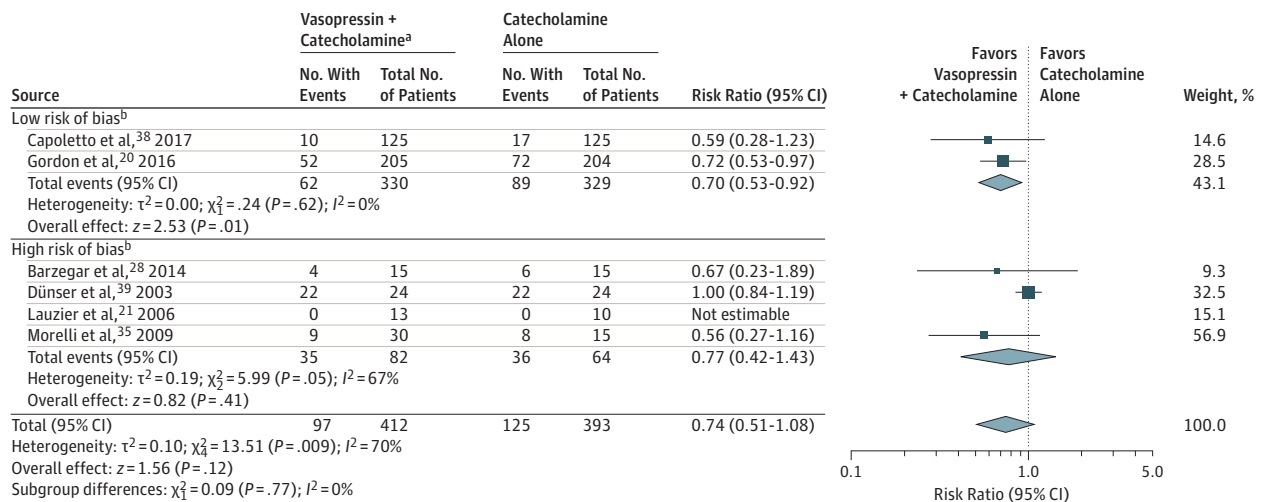 Vasopressin + Catecholamine
Catecholaminea Alone
Favors Favors
No. With Total No. No. With Total No. Vasopressin Catecholamine
Source Events of Patients Events of Patients Risk Ratio (95% CI) + Catecholamine Alone Weight, %
Low risk of biasb
Capoletto et al,38 2017 10 125 17 125 0.59 (0.28-1.23) 14.6
Gordon et al,20 2016 52 205 72 204 0.72 (0.53-0.97) 28.5
Total events (95% CI) 62 330 89 329 0.70 (0.53-0.92) 43.1
Heterogeneity: τ2 = 0.00; χ21 = .24 (P = .62); I2 = 0%
Overall effect: z = 2.53 (P = .01)
High risk of biasb
Barzegar et al,28 2014 4 15 6 15 0.67 (0.23-1.89) 9.3
Dünser et al,39 2003 22 24 22 24 1.00 (0.84-1.19) 32.5
Lauzier et al,21 2006 0 13 0 10 Not estimable 15.1
Morelli et al,35 2009 9 30 8 15 0.56 (0.27-1.16) 56.9
Total events (95% CI) 35 82 36 64 0.77 (0.42-1.43)
Heterogeneity: τ2 = 0.19; χ22 = 5.99 (P = .05); I2 = 67%
Overall effect: z = 0.82 (P = .41)
Total (95% CI) 97 412 125 393 0.74 (0.51-1.08) 100.0
Heterogeneity: τ2 = 0.10; χ24 = 13.51 (P = .009); I2 = 70%
Overall effect: z = 1.56 (P = .12)
Subgroup differences: χ21 = 0.09 (P = .77); I2 = 0%
0.1 1.0 5.0
Risk Ratio (95% CI)